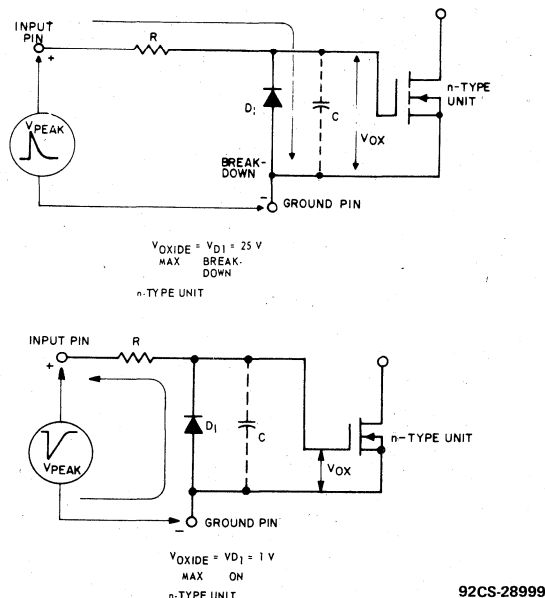 INPUT
PIN
+
R
n-TYPE
UNIT
D1
C
VPEAK
VOX
BREAK-
DOWN
−
GROUND PIN
VOXIDE = VD1 = 25 V
MAX BREAK-
DOWN
n-TYPE UNIT
INPUT PIN
R
+
D1
C
n-TYPE UNIT
VPEAK
VOX
−
GROUND PIN
VOXIDE = VD1 = 1 V
MAX ON
n-TYPE UNIT
92CS-28999